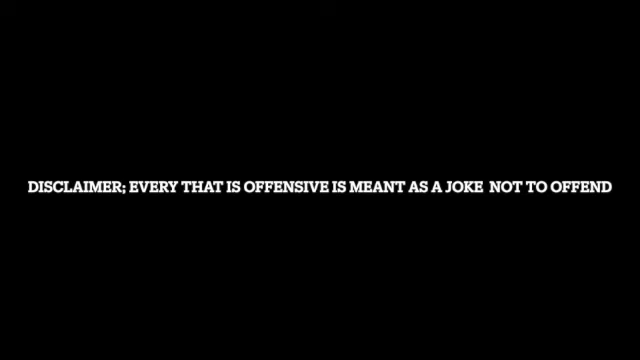 DISCLAIMER; EVERY THAT IS OFFENSIVE IS MEANT AS A JOKE  NOT TO OFFEND